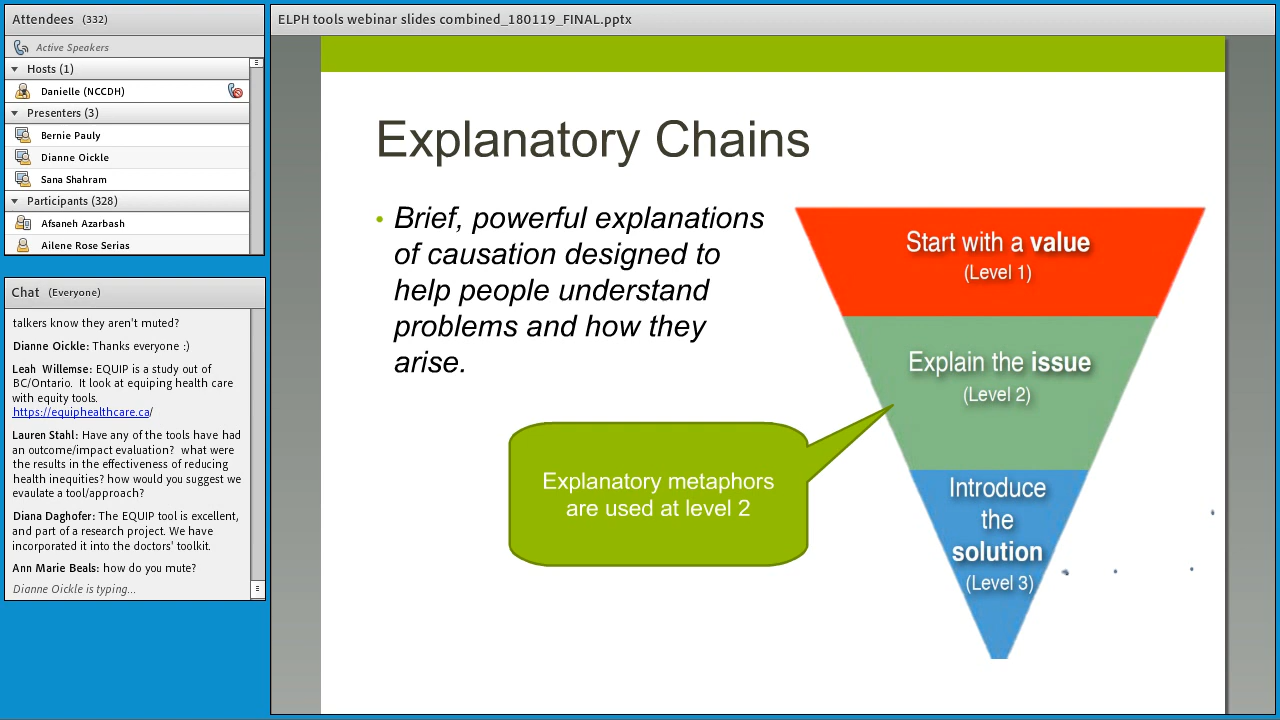 Attendees (332)
Active Speakers
Hosts (1)
Danielle (NCCDH)
Presenters (3)
Bernie Pauly
Dianne Oickle
Sana Shahram
Participants (328)
Afsaneh Azarbash
Ailene Rose Serias
Chat (Everyone)
talkers know they aren't muted?
Dianne Oickle: Thanks everyone :)
Leah Willemse: EQUIP is a study out of
BC/Ontario. It look at equiping health care
with equity tools.
https://equiphealthcare.ca/
Lauren Stahl: Have any of the tools have had
an outcome/impact evaluation? what were
the results in the effectiveness of reducing
health inequities? how would you suggest we
evaulate a tool/approach?
Diana Daghofer: The EQUIP tool is excellent,
and part of a research project. We have
incorporated it into the doctors' toolkit.
Ann Marie Beals: how do you mute?
Dianne Oickle is typing...
ELPH tools webinar slides combined_180119_FINAL.pptx
Explanatory Chains
• Brief, powerful explanations
of causation designed to
help people understand
problems and how they
arise.
Explanatory metaphors
are used at level 2
Start with a value
(Level 1)
Explain the issue
(Level 2)
Introduce
the
solution
(Level 3)